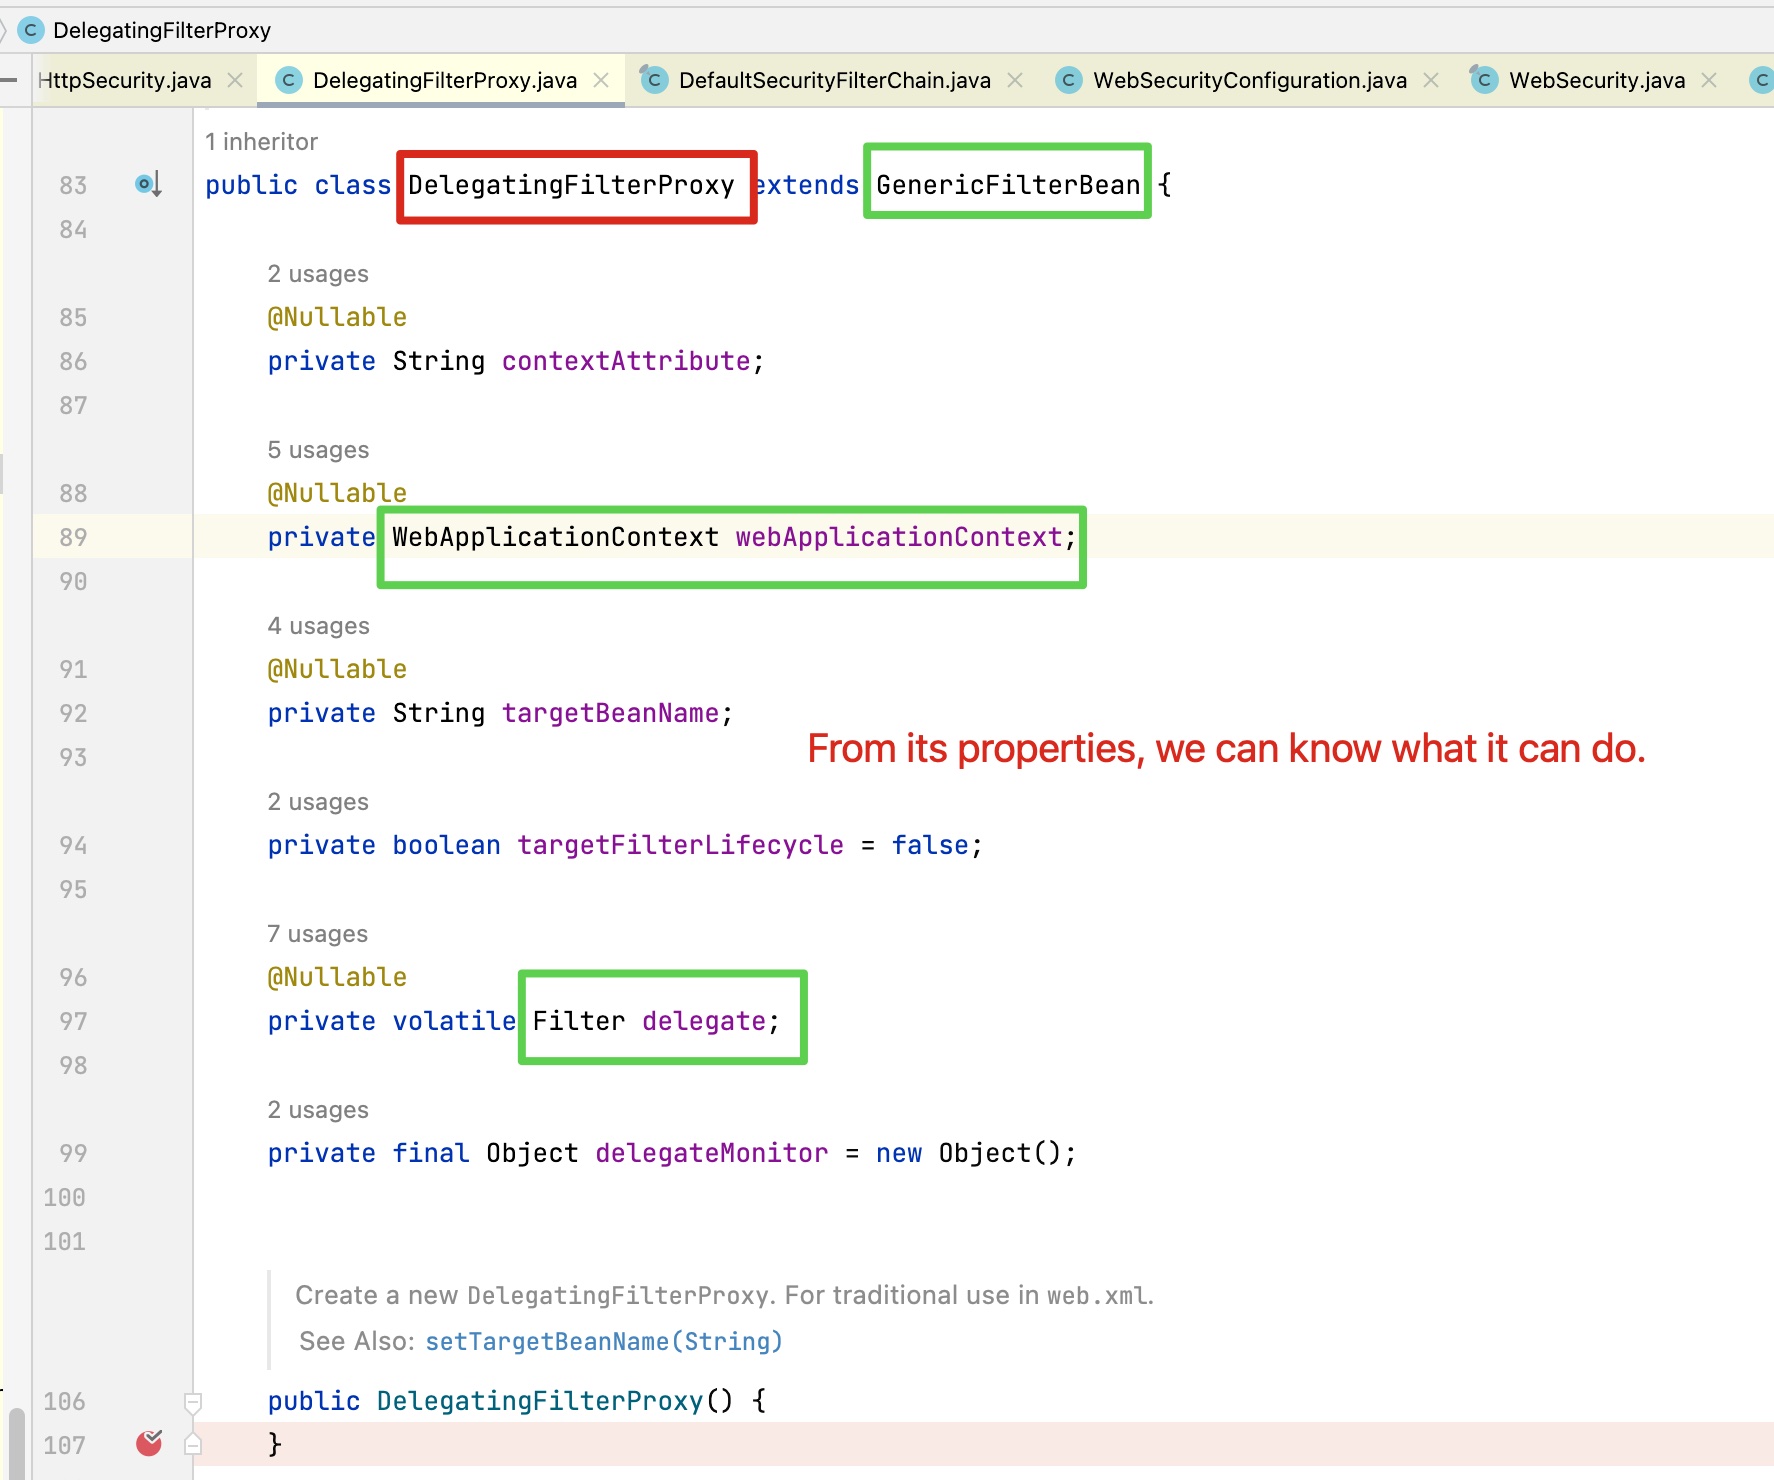 DelegatingFilterProxy
HttpSecurity.java DelegatingFilterProxy.java DefaultSecurityFilterChain.java WebSecurityConfiguration.java WebSecurity.java
1 inheritor
83 public class DelegatingFilterProxy extends GenericFilterBean {
84
2 usages
85 @Nullable
86 private String contextAttribute;
87
5 usages
88 @Nullable
89 private WebApplicationContext webApplicationContext;
90
4 usages
91 @Nullable
92 private String targetBeanName;
From its properties, we can know what it can do.
93
2 usages
94 private boolean targetFilterLifecycle = false;
95
7 usages
96 @Nullable
97 private volatile Filter delegate;
98
2 usages
99 private final Object delegateMonitor = new Object();
100
101
Create a new DelegatingFilterProxy. For traditional use in web.xml.
See Also: setTargetBeanName(String)
106 public DelegatingFilterProxy() {
107 }